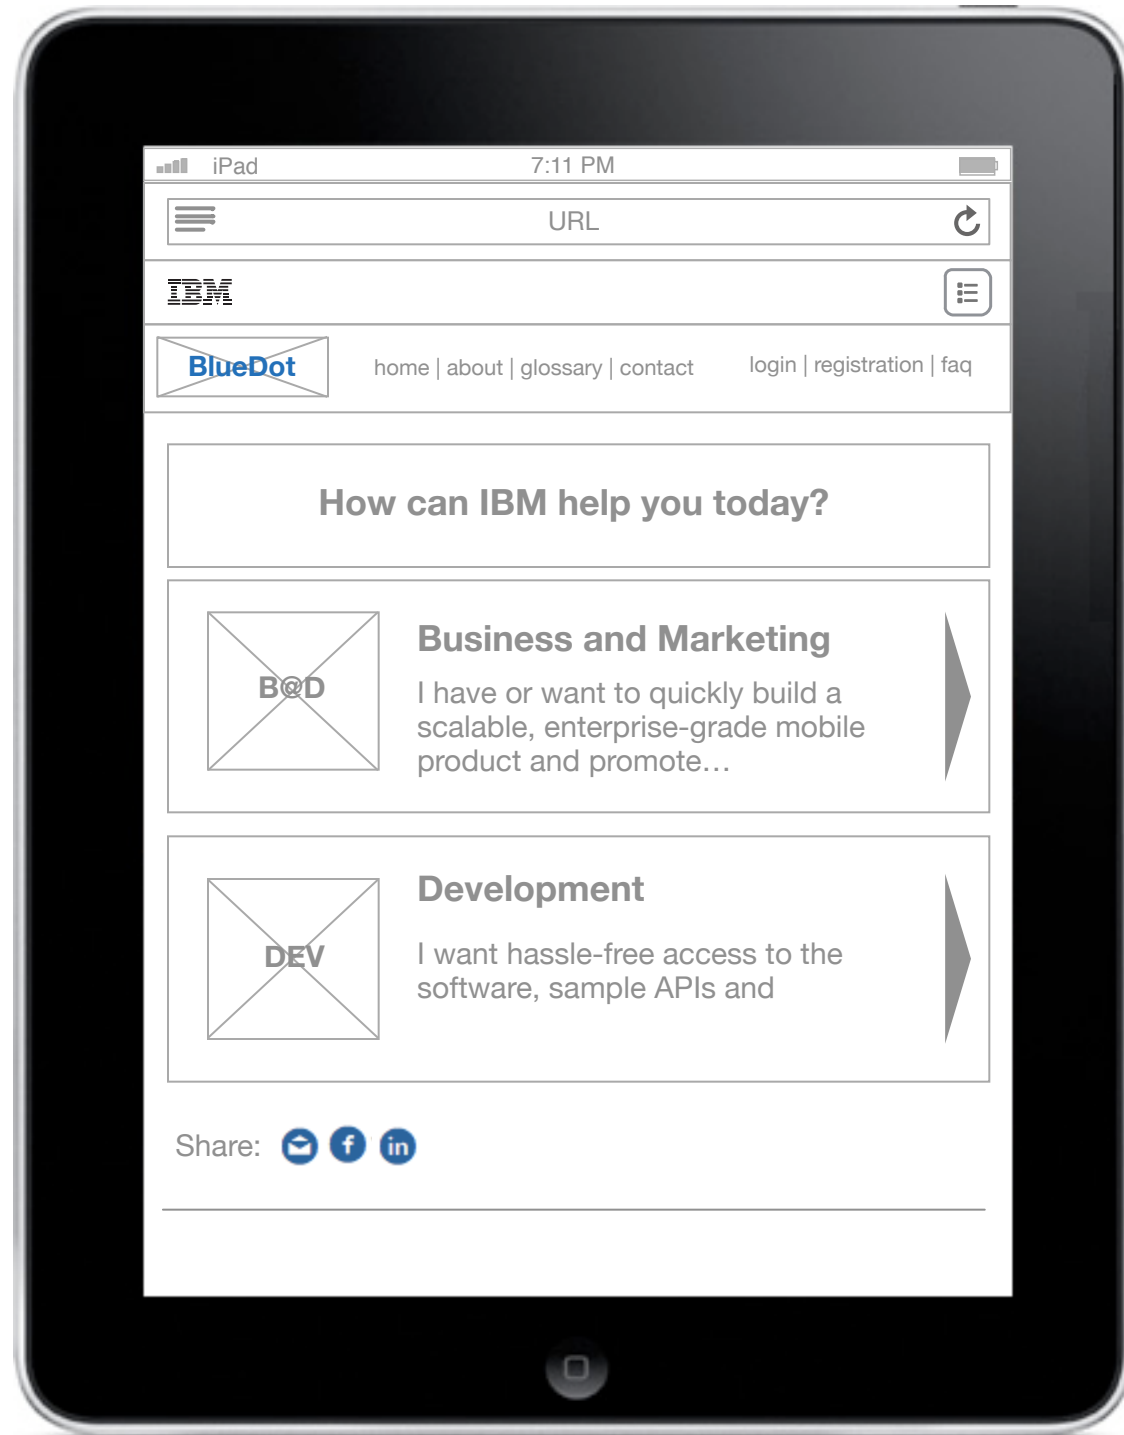 iPad 7:11 PM
URL
IBM
BlueDot home | about | glossary | contact login | registration | faq
How can IBM help you today?
B@D
Business and Marketing
I have or want to quickly build a
scalable, enterprise-grade mobile
product and promote…
DEV
Development
I want hassle-free access to the
software, sample APIs and
Share: f in